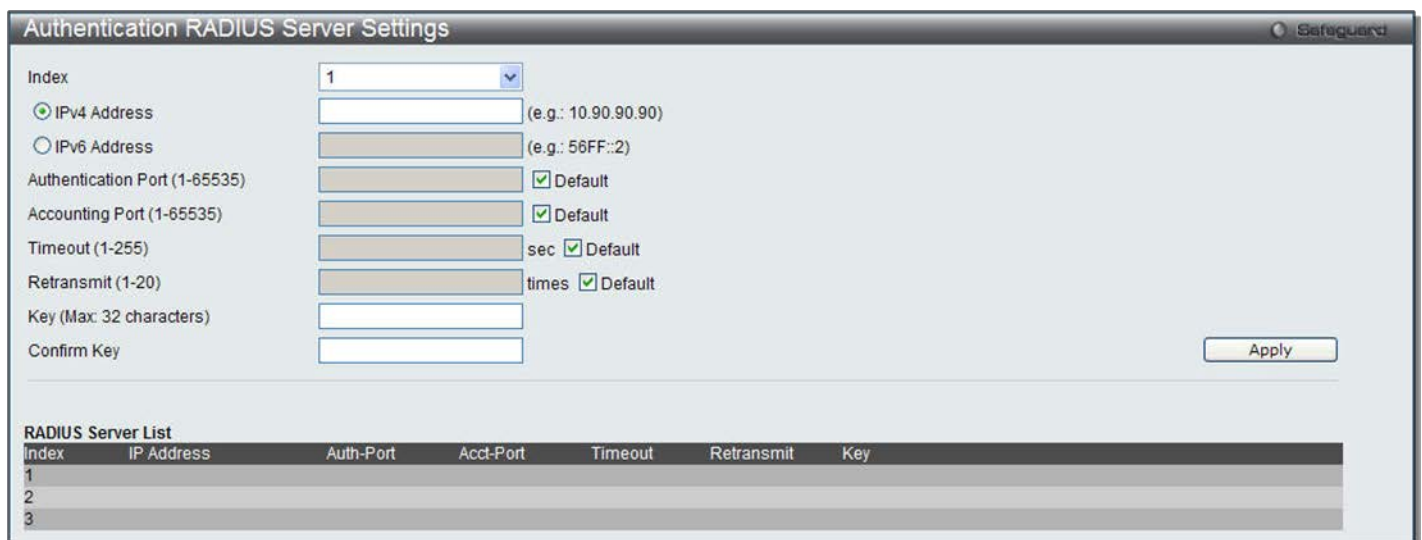 Authentication RADIUS Server Settings Safeguard
Index 1
IPv4 Address (e.g.: 10.90.90.90)
IPv6 Address (e.g.: 56FF::2)
Authentication Port (1-65535) Default
Accounting Port (1-65535) Default
Timeout (1-255) sec Default
Retransmit (1-20) times Default
Key (Max: 32 characters)
Confirm Key Apply
RADIUS Server List
Index IP Address Auth-Port Acct-Port Timeout Retransmit Key
1
2
3